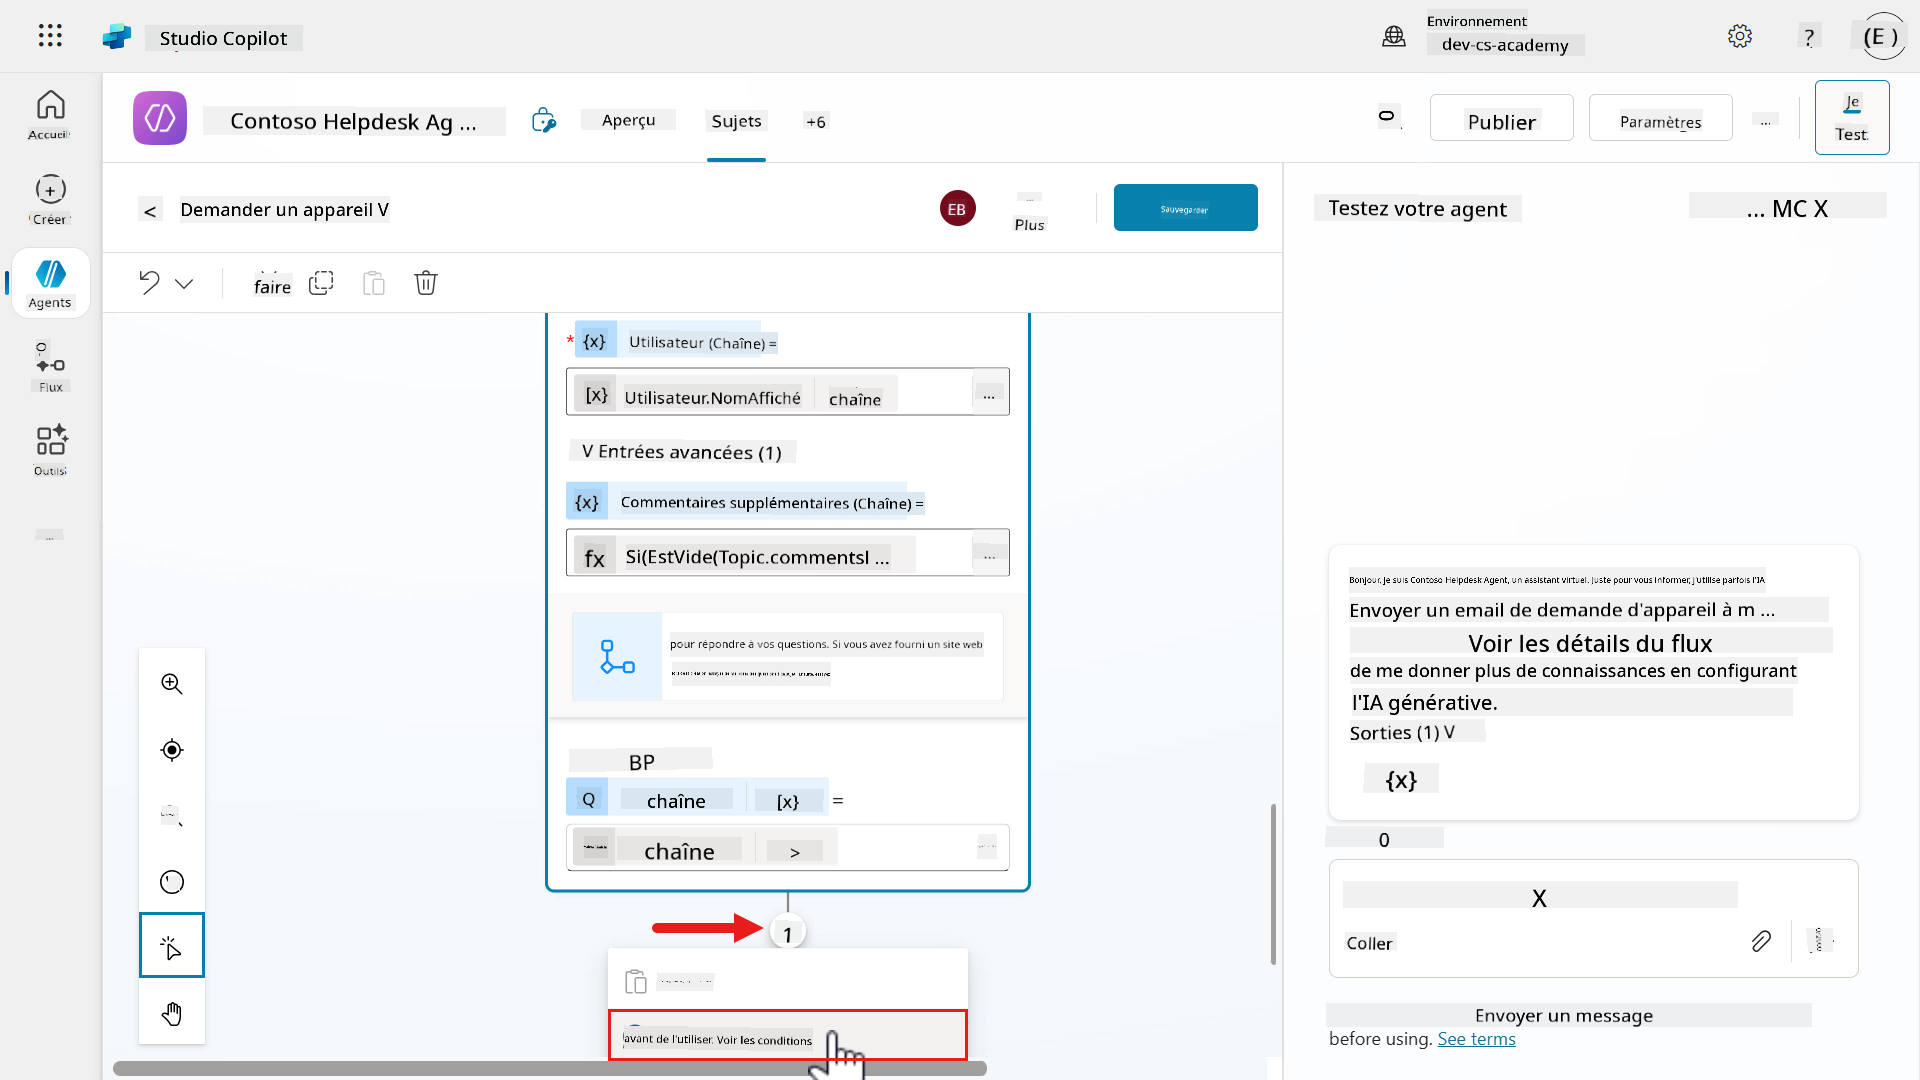 Studio Copilot
Environnement
dev-cs-academy
?
(E )
Accueil
Créer
Agents
Flux
Outils
Contoso Helpdesk Ag ...
Aperçu
Sujets
+6
Publier
Paramètres
...
Je
Test
<
Demander un appareil V
EB
Plus
Sauvegarder
faire
* {x} Utilisateur (Chaîne) =
[x} Utilisateur.NomAffiché chaîne ...
V Entrées avancées (1)
{x} Commentaires supplémentaires (Chaîne) =
fx Si(EstVide(Topic.commentsI ... ...
pour répondre à vos questions. Si vous avez fourni un site web
BP
Q chaîne [x} =
chaîne >
1
avant de l'utiliser. Voir les conditions
Testez votre agent
... MC X
Bonjour, je suis Contoso Helpdesk Agent, un assistant virtuel. Juste pour vous informer, j'utilise parfois l'IA
Envoyer un email de demande d'appareil à m ...
Voir les détails du flux
de me donner plus de connaissances en configurant
l'IA générative.
Sorties (1) V
{x}
0
X
Coller
Envoyer un message
before using. See terms